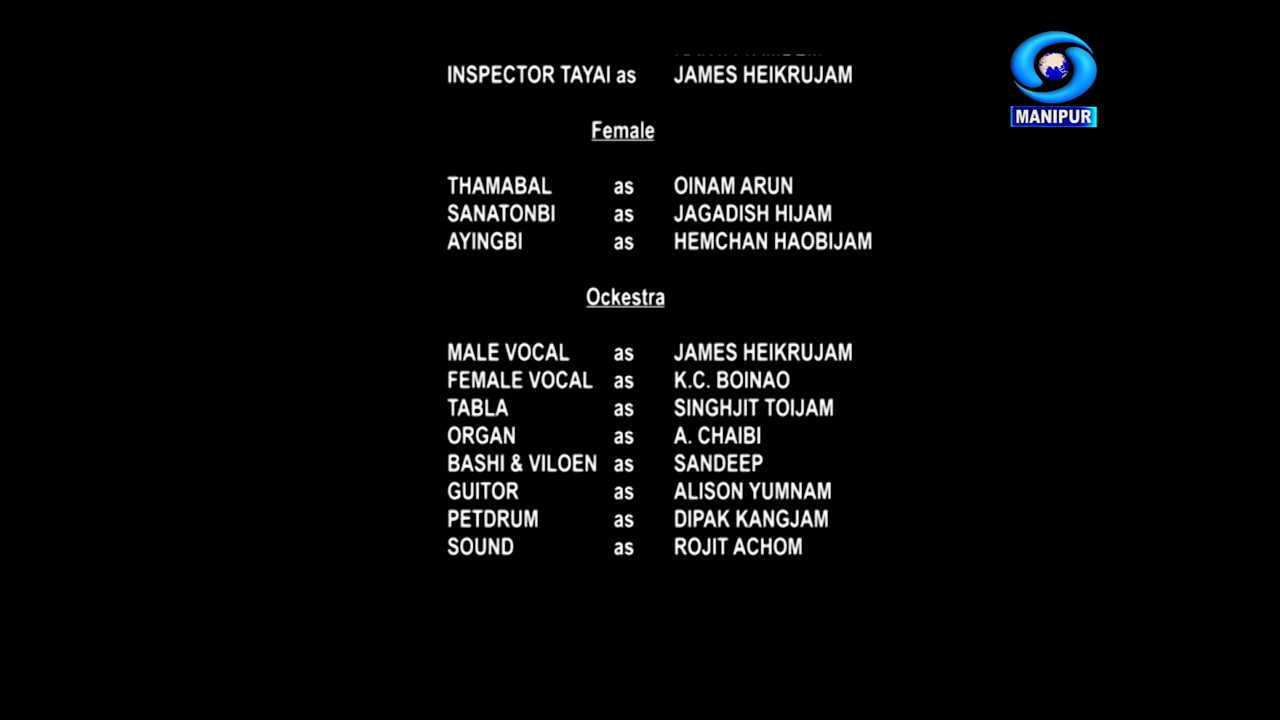 INSPECTOR TAYAI as JAMES HEIKRUJAM
MANIPUR
Female
THAMABAL as OINAM ARUN
SANATONBI as JAGADISH HIJAM
AYINGBI as HEMCHAN HAOBIJAM
Ockestra
MALE VOCAL as JAMES HEIKRUJAM
FEMALE VOCAL as K.C. BOINAO
TABLA as SINGHJIT TOIJAM
ORGAN as A. CHAIBI
BASHI & VILOEN as SANDEEP
GUITOR as ALISON YUMNAM
PETDRUM as DIPAK KANGJAM
SOUND as ROJIT ACHOM